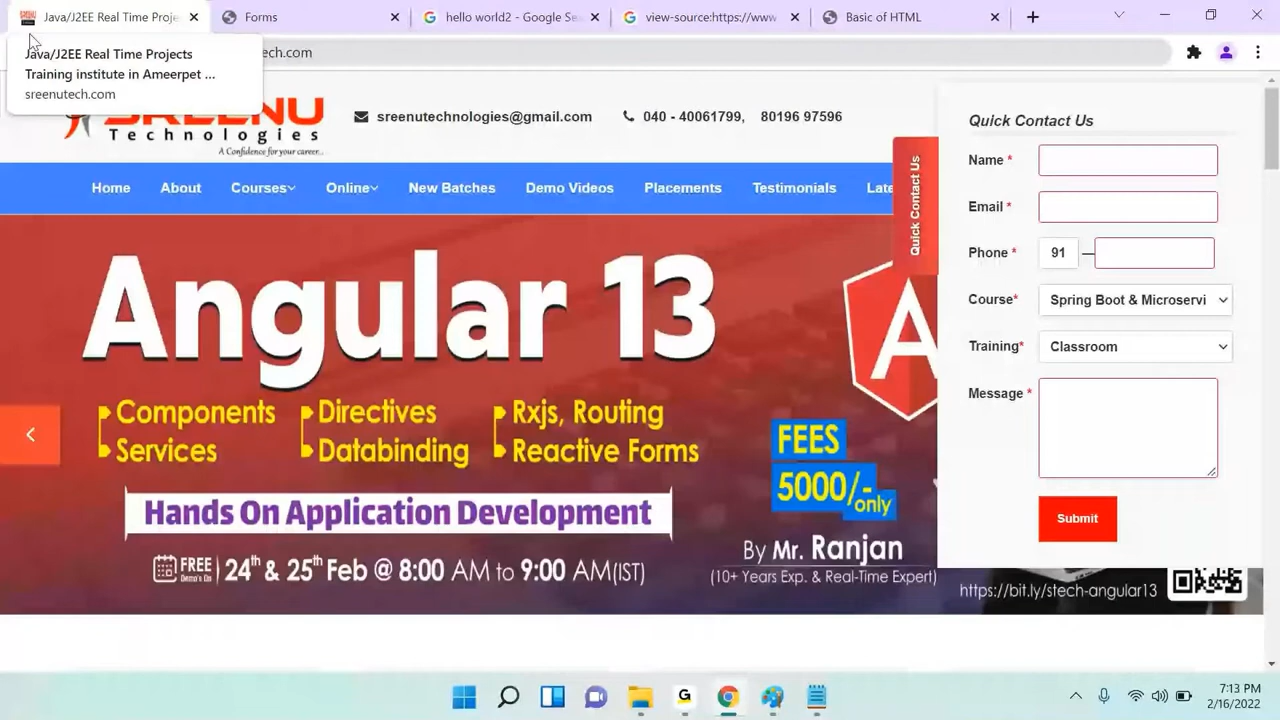 Java/J2EE Real Time Proje
Forms
hello world2 - Google Se
view-source:https://www
Basic of HTML
ech.com
Java/J2EE Real Time Projects
Training institute in Ameerpet ...
sreenutech.com
SREENU
Technologies
A Confidence for your career...
sreenutechnologies@gmail.com
040 - 40061799, 80196 97596
Home About Courses Online New Batches Demo Videos Placements Testimonials Late
Quick Contact Us
Quick Contact Us
Name *
Email *
Phone * 91 —
Course* Spring Boot & Microservi
Training* Classroom
Message *
Submit
Angular 13
Components Directives Rxjs, Routing
Services Databinding Reactive Forms
FEES
5000/- only
Hands On Application Development
FREE Demo's On 24th & 25th Feb @ 8:00 AM to 9:00 AM(IST)
By Mr. Ranjan
(10+ Years Exp. & Real-Time Expert)
https://bit.ly/stech-angular13
A
G
7:13 PM
2/16/2022